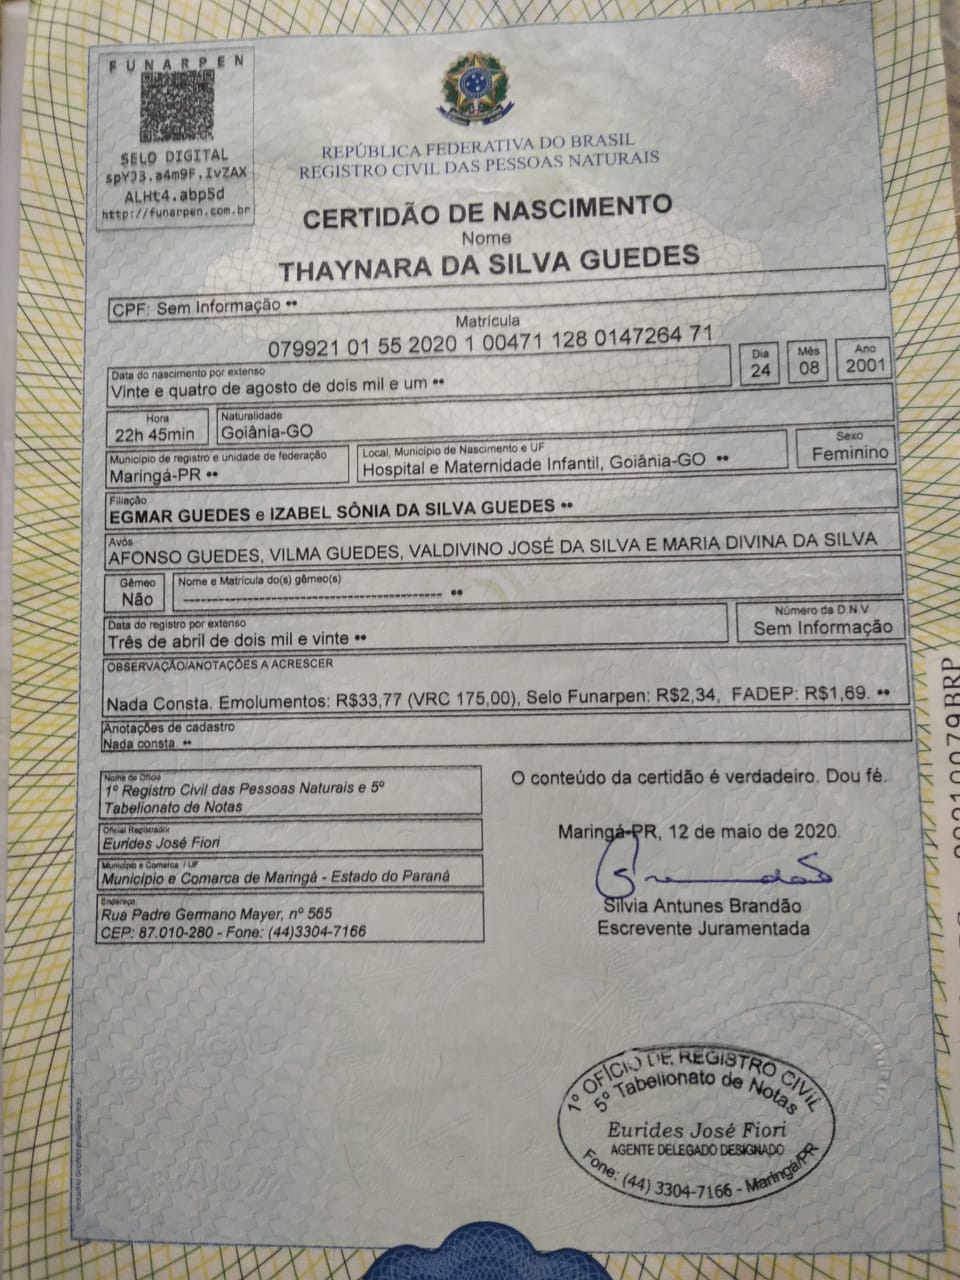 FUNARPEN
SELO DIGITAL
spYJ3.a4m9F.IvZAX
ALHt4.abp5d
http://funarpen.com.br
REPÚBLICA FEDERATIVA DO BRASIL
REGISTRO CIVIL DAS PESSOAS NATURAIS
CERTIDÃO DE NASCIMENTO
Nome
THAYNARA DA SILVA GUEDES
CPF: Sem Informação ••
Matrícula
079921 01 55 2020 1 00471 128 0147264 71
Data do nascimento por extenso
Vinte e quatro de agosto de dois mil e um ••
Dia
24
Mês
08
Ano
2001
Hora
22h 45min
Naturalidade
Goiânia-GO
Município de registro e unidade de federação
Maringá-PR ••
Local, Município de Nascimento e UF
Hospital e Maternidade Infantil, Goiânia-GO ••
Sexo
Feminino
Filiação
EGMAR GUEDES e IZABEL SÔNIA DA SILVA GUEDES ••
Avós
AFONSO GUEDES, VILMA GUEDES, VALDIVINO JOSÉ DA SILVA E MARIA DIVINA DA SILVA
Gêmeo
Não
Nome e Matrícula do(s) gêmeo(s)
-------------------------------------------- ••
Data do registro por extenso
Três de abril de dois mil e vinte ••
Número da D.N.V
Sem Informação
OBSERVAÇÃO/ANOTAÇÕES A ACRESCER
Nada Consta. Emolumentos: R$33,77 (VRC 175,00), Selo Funarpen: R$2,34, FADEP: R$1,69. ••
Anotações de cadastro
Nada consta. ••
Nome do Ofício
1º Registro Civil das Pessoas Naturais e 5º
Tabelionato de Notas
Oficial Registrador
Eurides José Fiori
Município e Comarca / UF
Município e Comarca de Maringá - Estado do Paraná
Endereço
Rua Padre Germano Mayer, nº 565
CEP: 87.010-280 - Fone: (44)3304-7166
O conteúdo da certidão é verdadeiro. Dou fé.
Maringá-PR, 12 de maio de 2020.
Silvia Antunes Brandão
Escrevente Juramentada
1º OFÍCIO DE REGISTRO CIVIL
5º Tabelionato de Notas
Eurides José Fiori
AGENTE DELEGADO DESIGNADO
Fone: (44) 3304-7166 - Maringá/PR
BRASIL